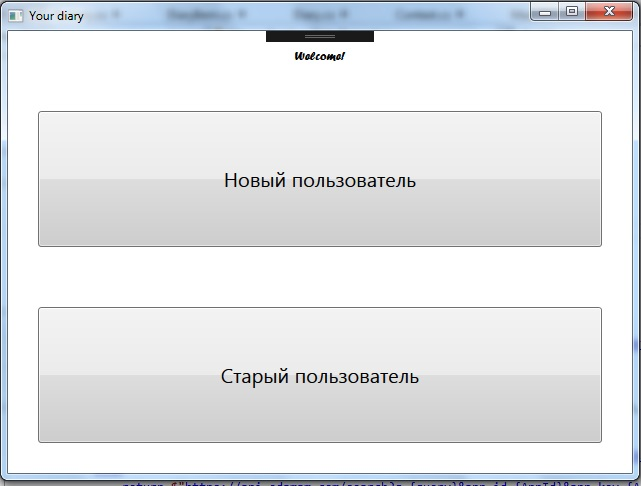 Your diary
Welcome!
Новый пользователь
Старый пользователь